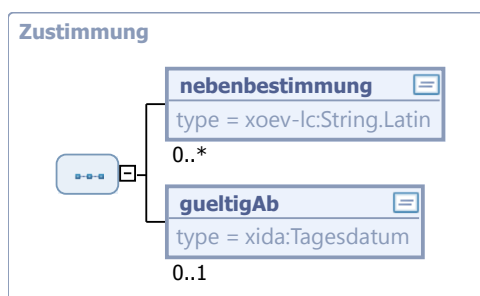 Zustimmung
nebenbestimmung
type = xoev-lc:String.Latin
0..*
gueltigAb
type = xida:Tagesdatum
0..1